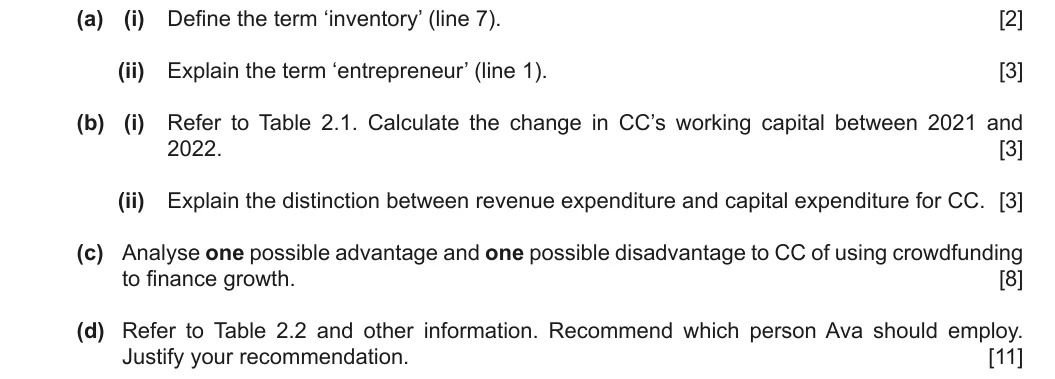 (a) (i) Define the term ‘inventory’ (line 7). [2]
(ii) Explain the term ‘entrepreneur’ (line 1). [3]
(b) (i) Refer to Table 2.1. Calculate the change in CC’s working capital between 2021 and
2022. [3]
(ii) Explain the distinction between revenue expenditure and capital expenditure for CC. [3]
(c) Analyse one possible advantage and one possible disadvantage to CC of using crowdfunding
to finance growth. [8]
(d) Refer to Table 2.2 and other information. Recommend which person Ava should employ.
Justify your recommendation. [11]